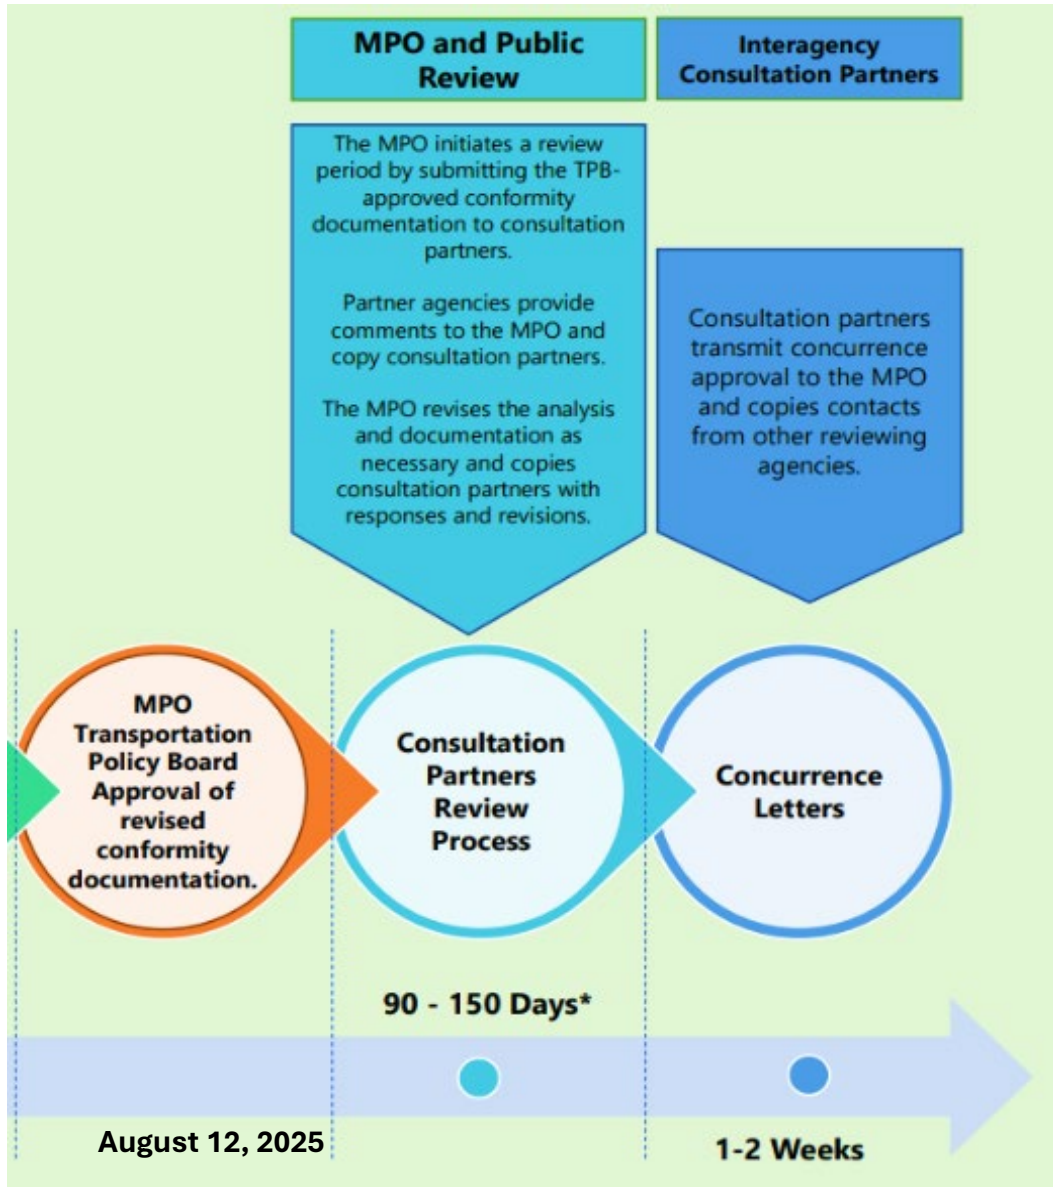 MPO and Public
Review
Interagency
Consultation Partners
The MPO initiates a review
period by submitting the TPB-
approved conformity
documentation to consultation
partners.
Partner agencies provide
comments to the MPO and
copy consultation partners.
The MPO revises the analysis
and documentation as
necessary and copies
consultation partners with
responses and revisions.
Consultation partners
transmit concurrence
approval to the MPO
and copies contacts
from other reviewing
agencies.
MPO
Transportation
Policy Board
Approval of
revised
conformity
documentation.
Consultation
Partners
Review
Process
Concurrence
Letters
90 - 150 Days*
August 12, 2025
1-2 Weeks